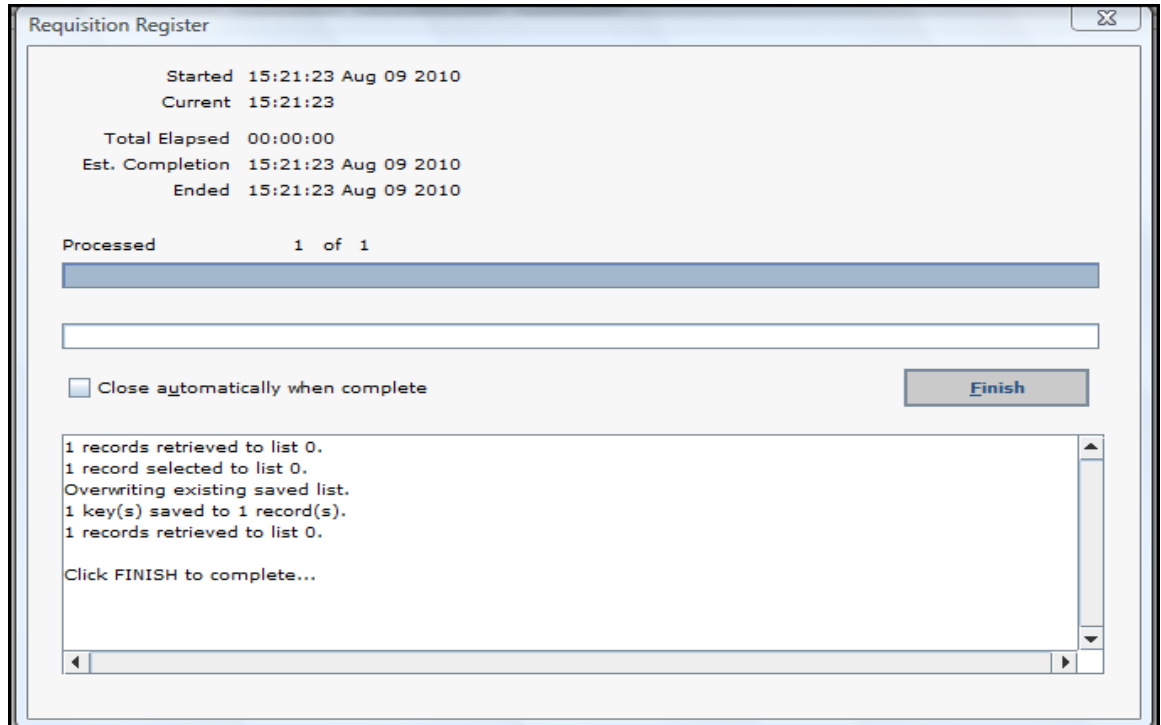 Requisition Register
Started 15:21:23 Aug 09 2010
Current 15:21:23
Total Elapsed 00:00:00
Est. Completion 15:21:23 Aug 09 2010
Ended 15:21:23 Aug 09 2010
Processed 1 of 1
Close automatically when complete Finish
1 records retrieved to list 0.
1 record selected to list 0.
Overwriting existing saved list.
1 key(s) saved to 1 record(s).
1 records retrieved to list 0.
Click FINISH to complete...